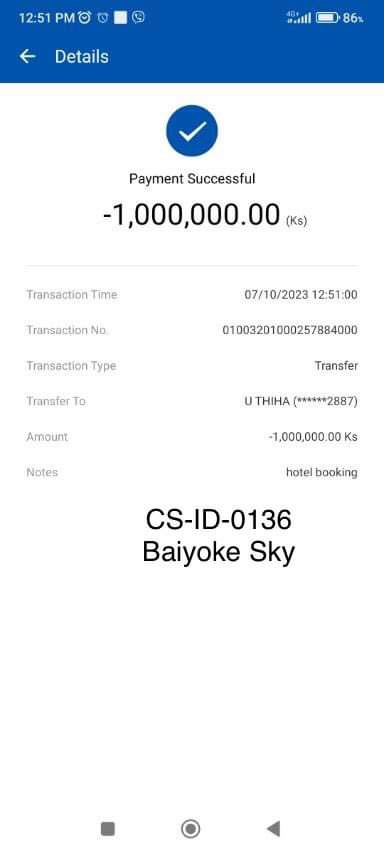 12:51 PM 4G+ 86%
Details
Payment Successful
-1,000,000.00 (Ks)
Transaction Time 07/10/2023 12:51:00
Transaction No. 01003201000257884000
Transaction Type Transfer
Transfer To U THIHA (******2887)
Amount -1,000,000.00 Ks
Notes hotel booking
CS-ID-0136
Baiyoke Sky